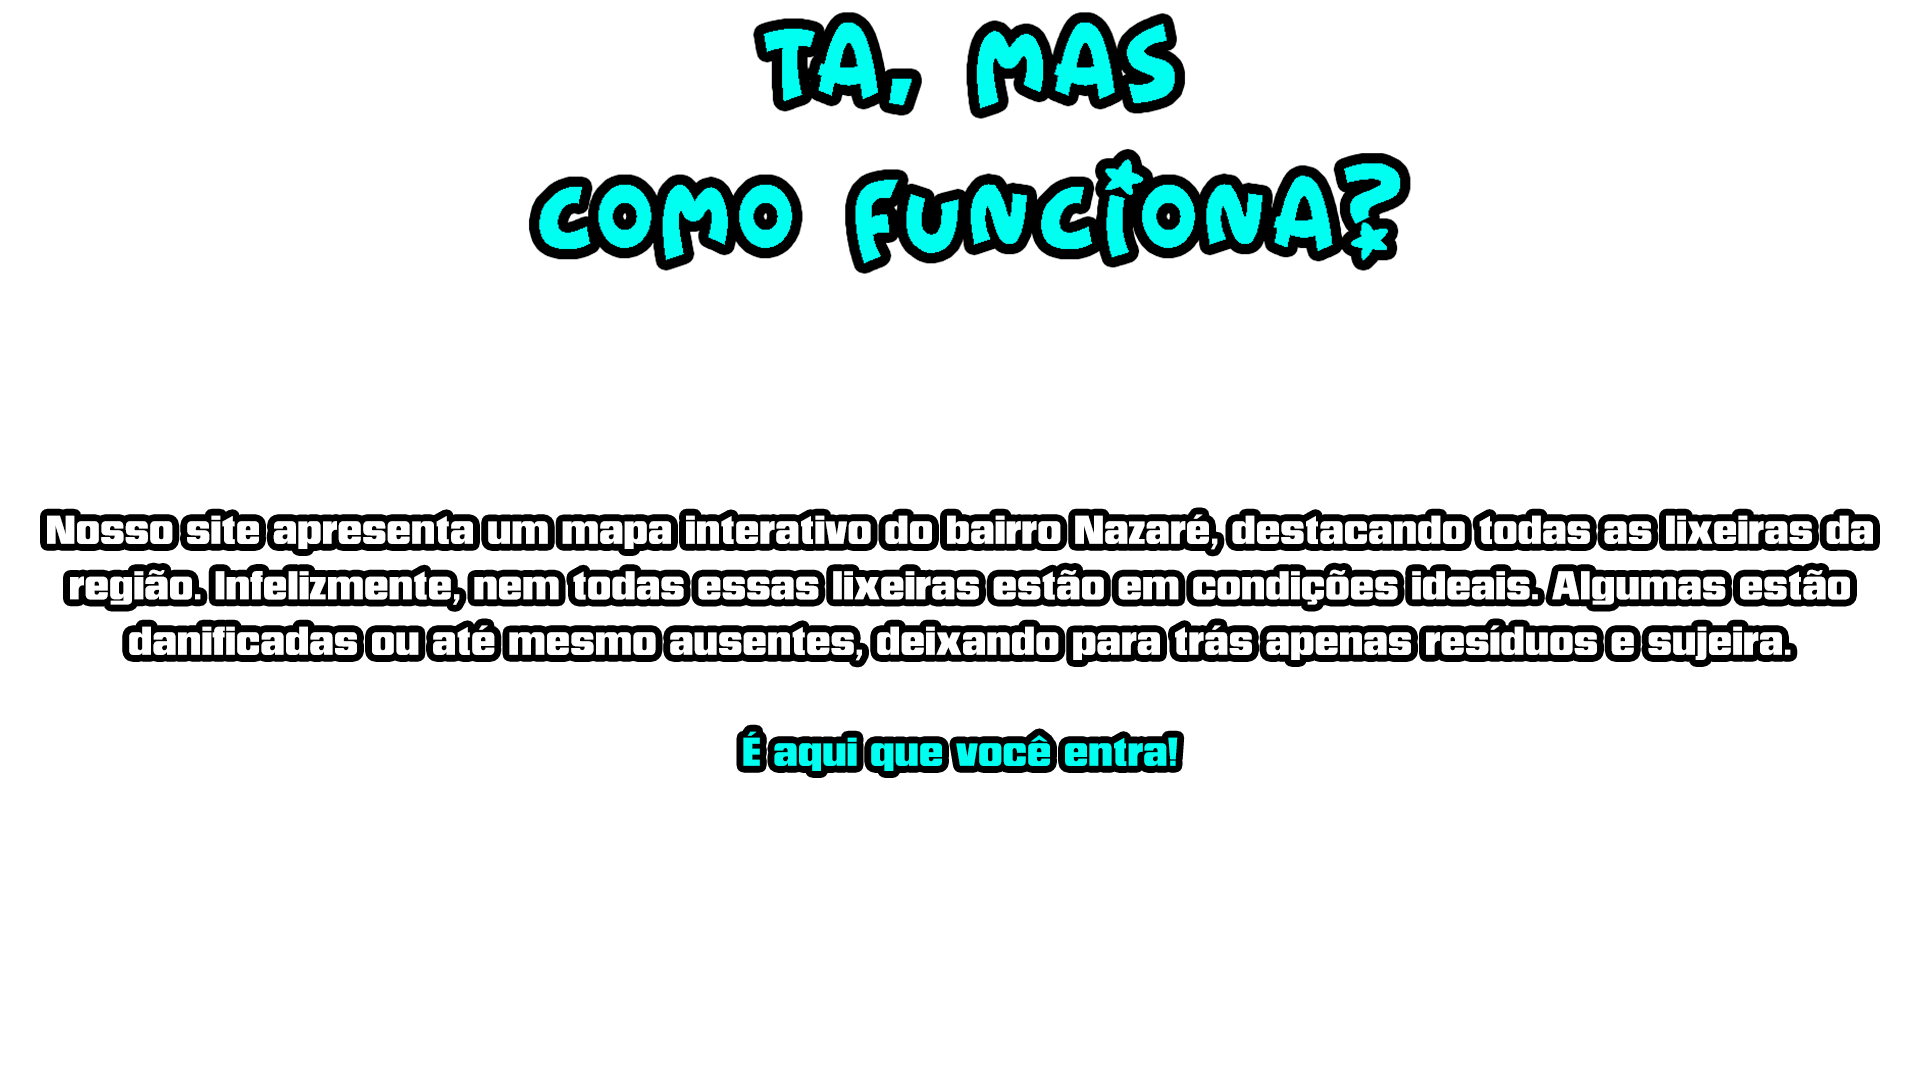 TA, MAS
COMO FUNCIONA?
Nosso site apresenta um mapa interativo do bairro Nazaré, destacando todas as lixeiras da
região. Infelizmente, nem todas essas lixeiras estão em condições ideais. Algumas estão
danificadas ou até mesmo ausentes, deixando para trás apenas resíduos e sujeira.
É aqui que você entra!